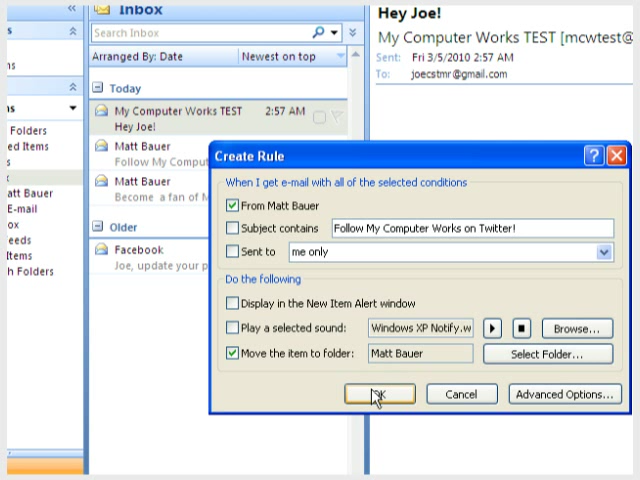 Inbox
Search Inbox
Arranged By: Date
Newest on top
Today
My Computer Works TEST
2:57 AM
Hey Joe!
Matt Bauer
Follow My Comput
Matt Bauer
Become a fan of M
Older
Facebook
Joe, update your p
Folders
ed Items
att Bauer
E-mail
ox
eeds
Items
h Folders
Hey Joe!
My Computer Works TEST [mcwtest@
Sent: Fri 3/5/2010 2:57 AM
To: joecstmr@gmail.com
Create Rule
When I get e-mail with all of the selected conditions
From Matt Bauer
Subject contains
Follow My Computer Works on Twitter!
Sent to
me only
Do the following
Display in the New Item Alert window
Play a selected sound:
Windows XP Notify.w
Browse...
Move the item to folder:
Matt Bauer
Select Folder...
OK
Cancel
Advanced Options...